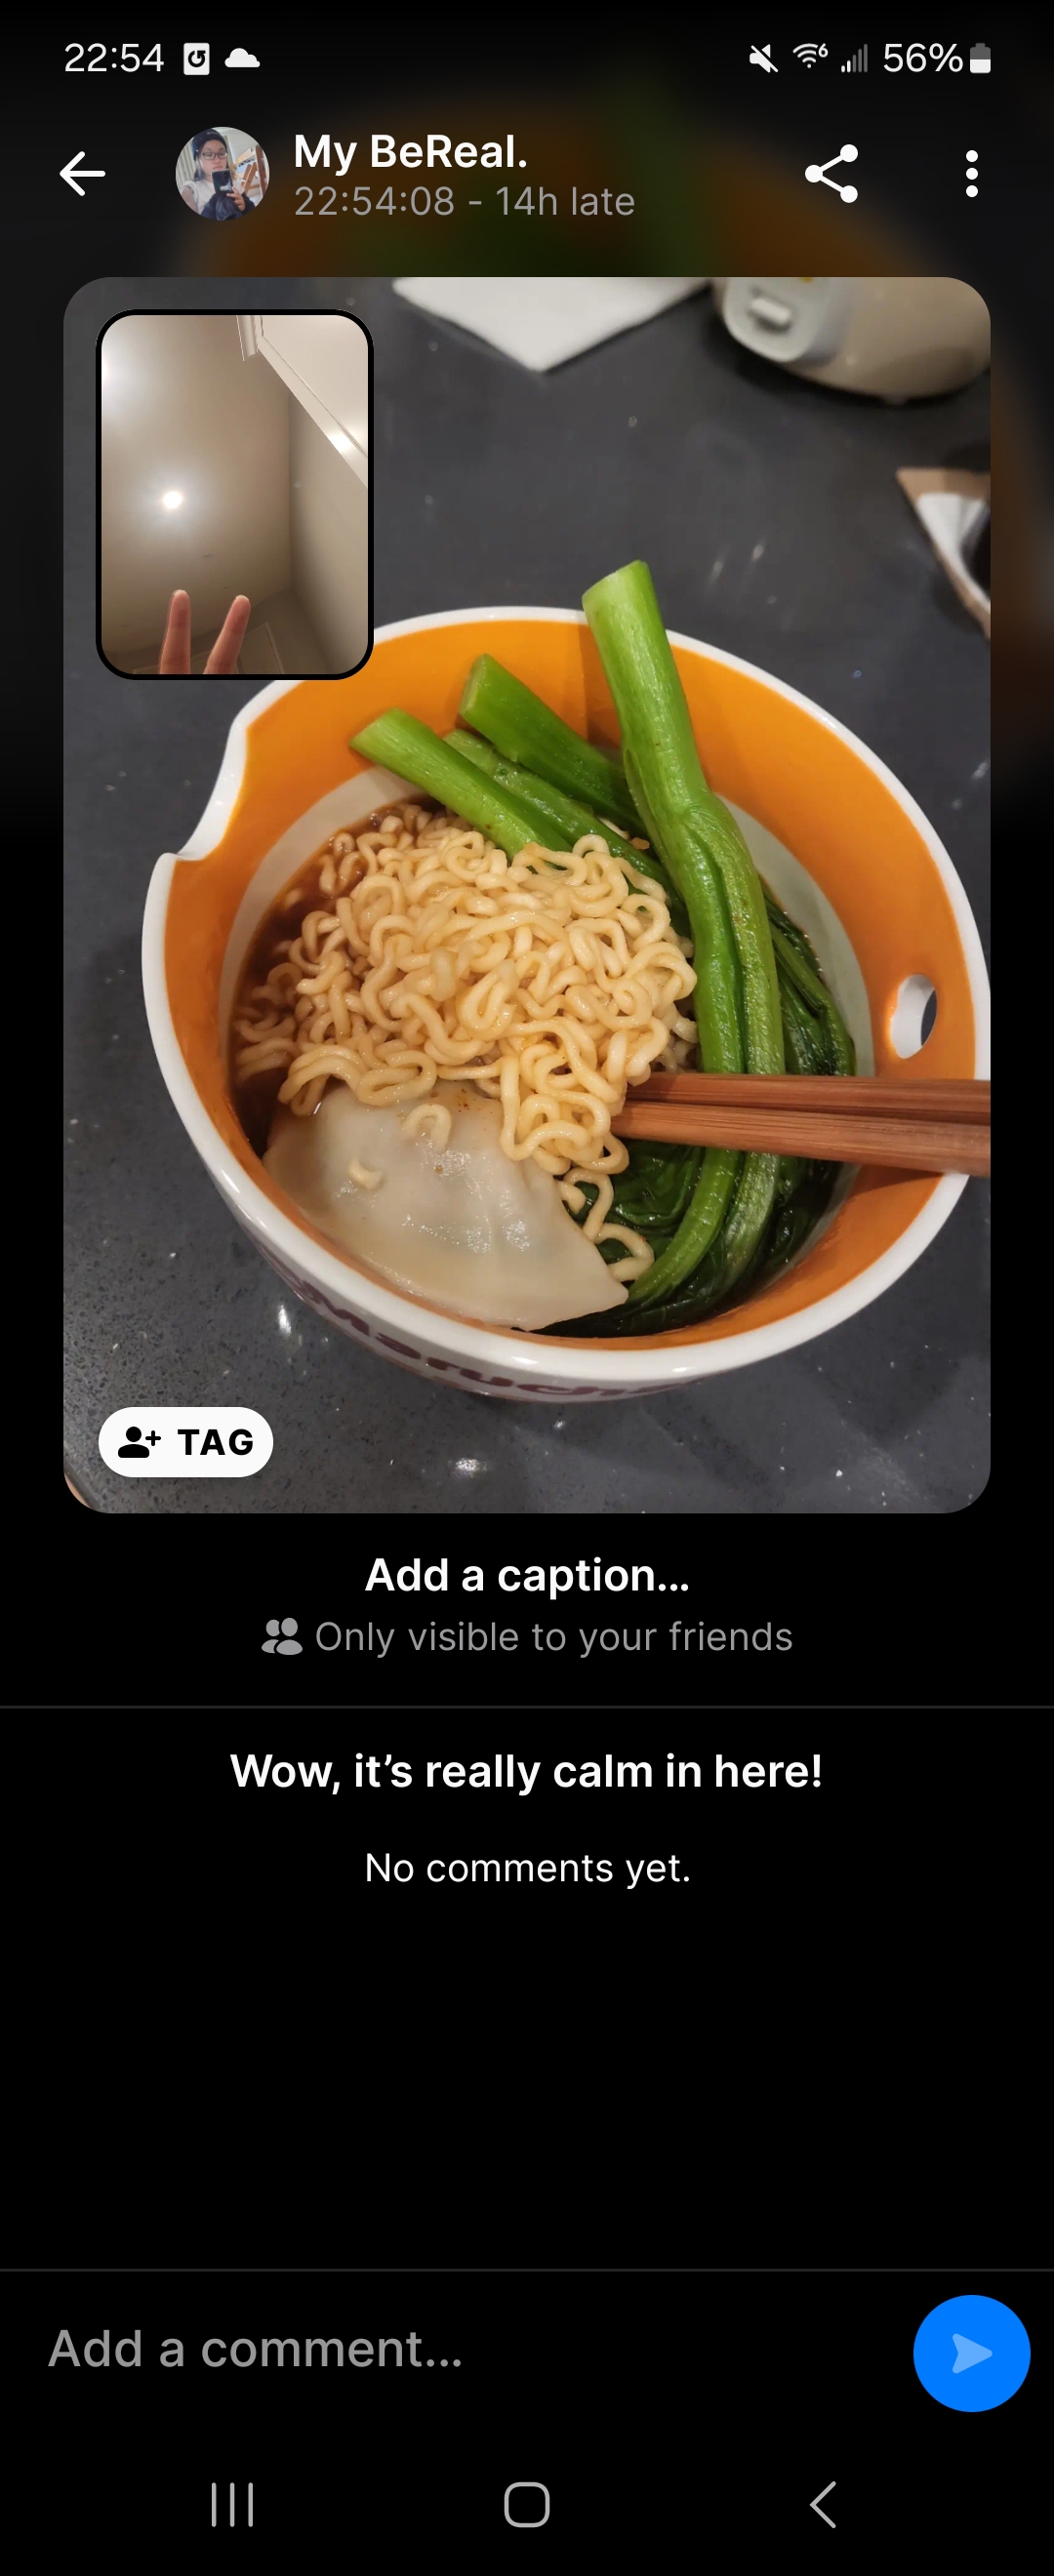 22:54 56%
My BeReal.
22:54:08 - 14h late
Maruchan
TAG
Add a caption...
Only visible to your friends
Wow, it's really calm in here!
No comments yet.
Add a comment...